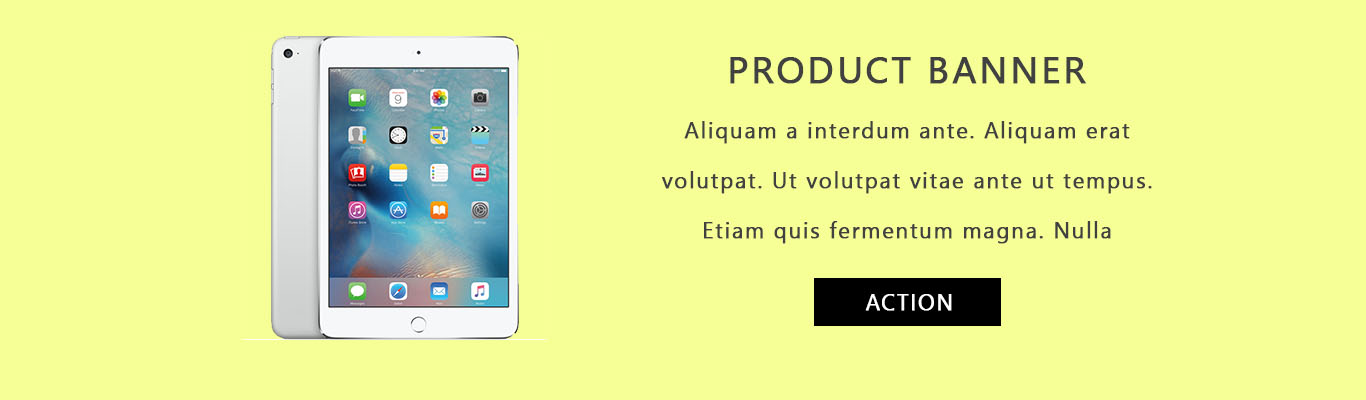 PRODUCT BANNER
Aliquam a interdum ante. Aliquam erat
volutpat. Ut volutpat vitae ante ut tempus.
Etiam quis fermentum magna. Nulla
ACTION
9